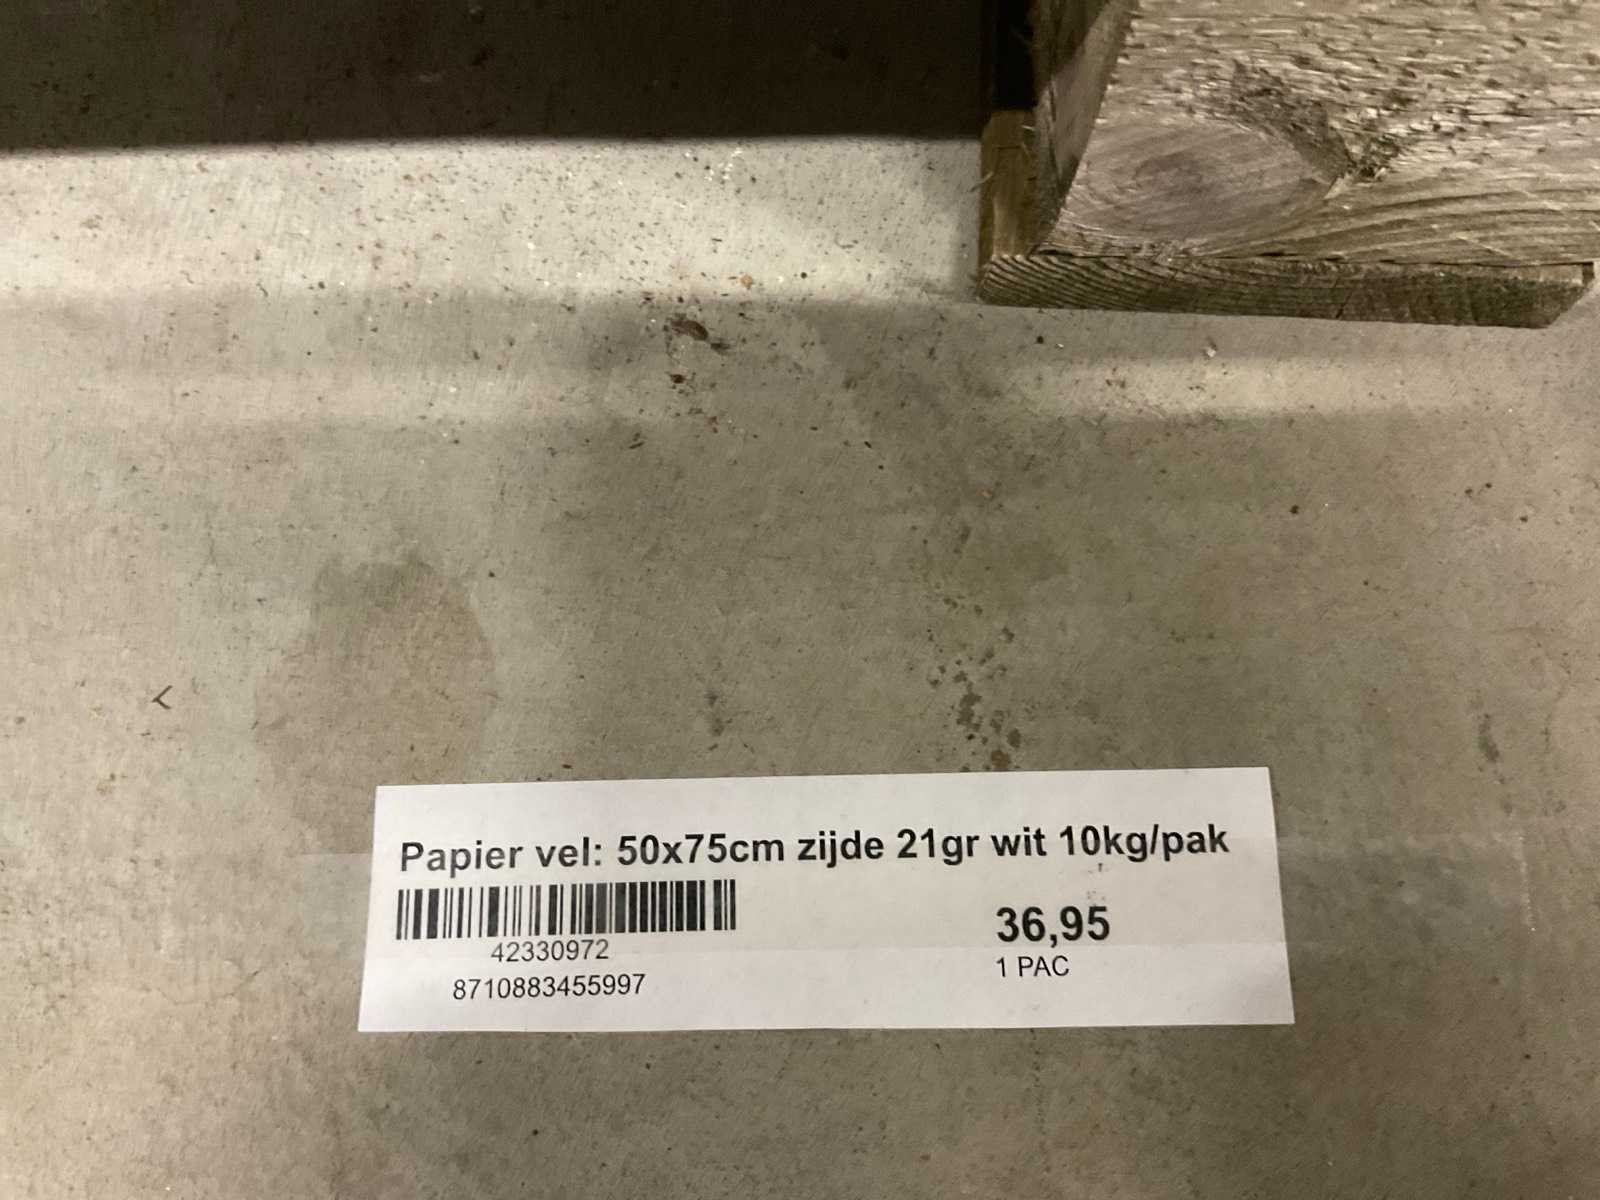 Papier vel: 50x75cm zijde 21gr wit 10kg/pak
42330972
8710883455997
36,95
1 PAC